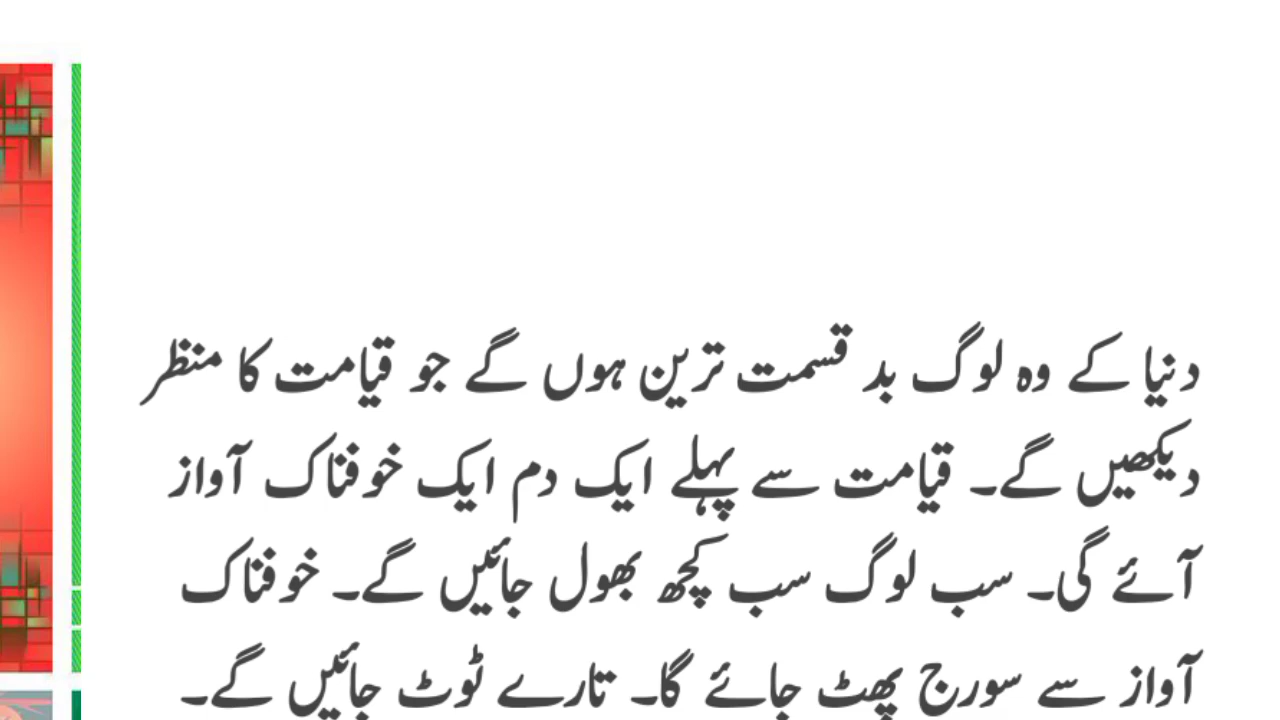 دنیا کے وہ لوگ بد قسمت ترین ہوں گے جو قیامت کا منظر
دیکھیں گے۔ قیامت سے پہلے ایک دم ایک خوفناک آواز
آئے گی۔ سب لوگ سب کچھ بھول جائیں گے۔ خوفناک
آواز سے سورج پھٹ جائے گا۔ تارے ٹوٹ جائیں گے۔